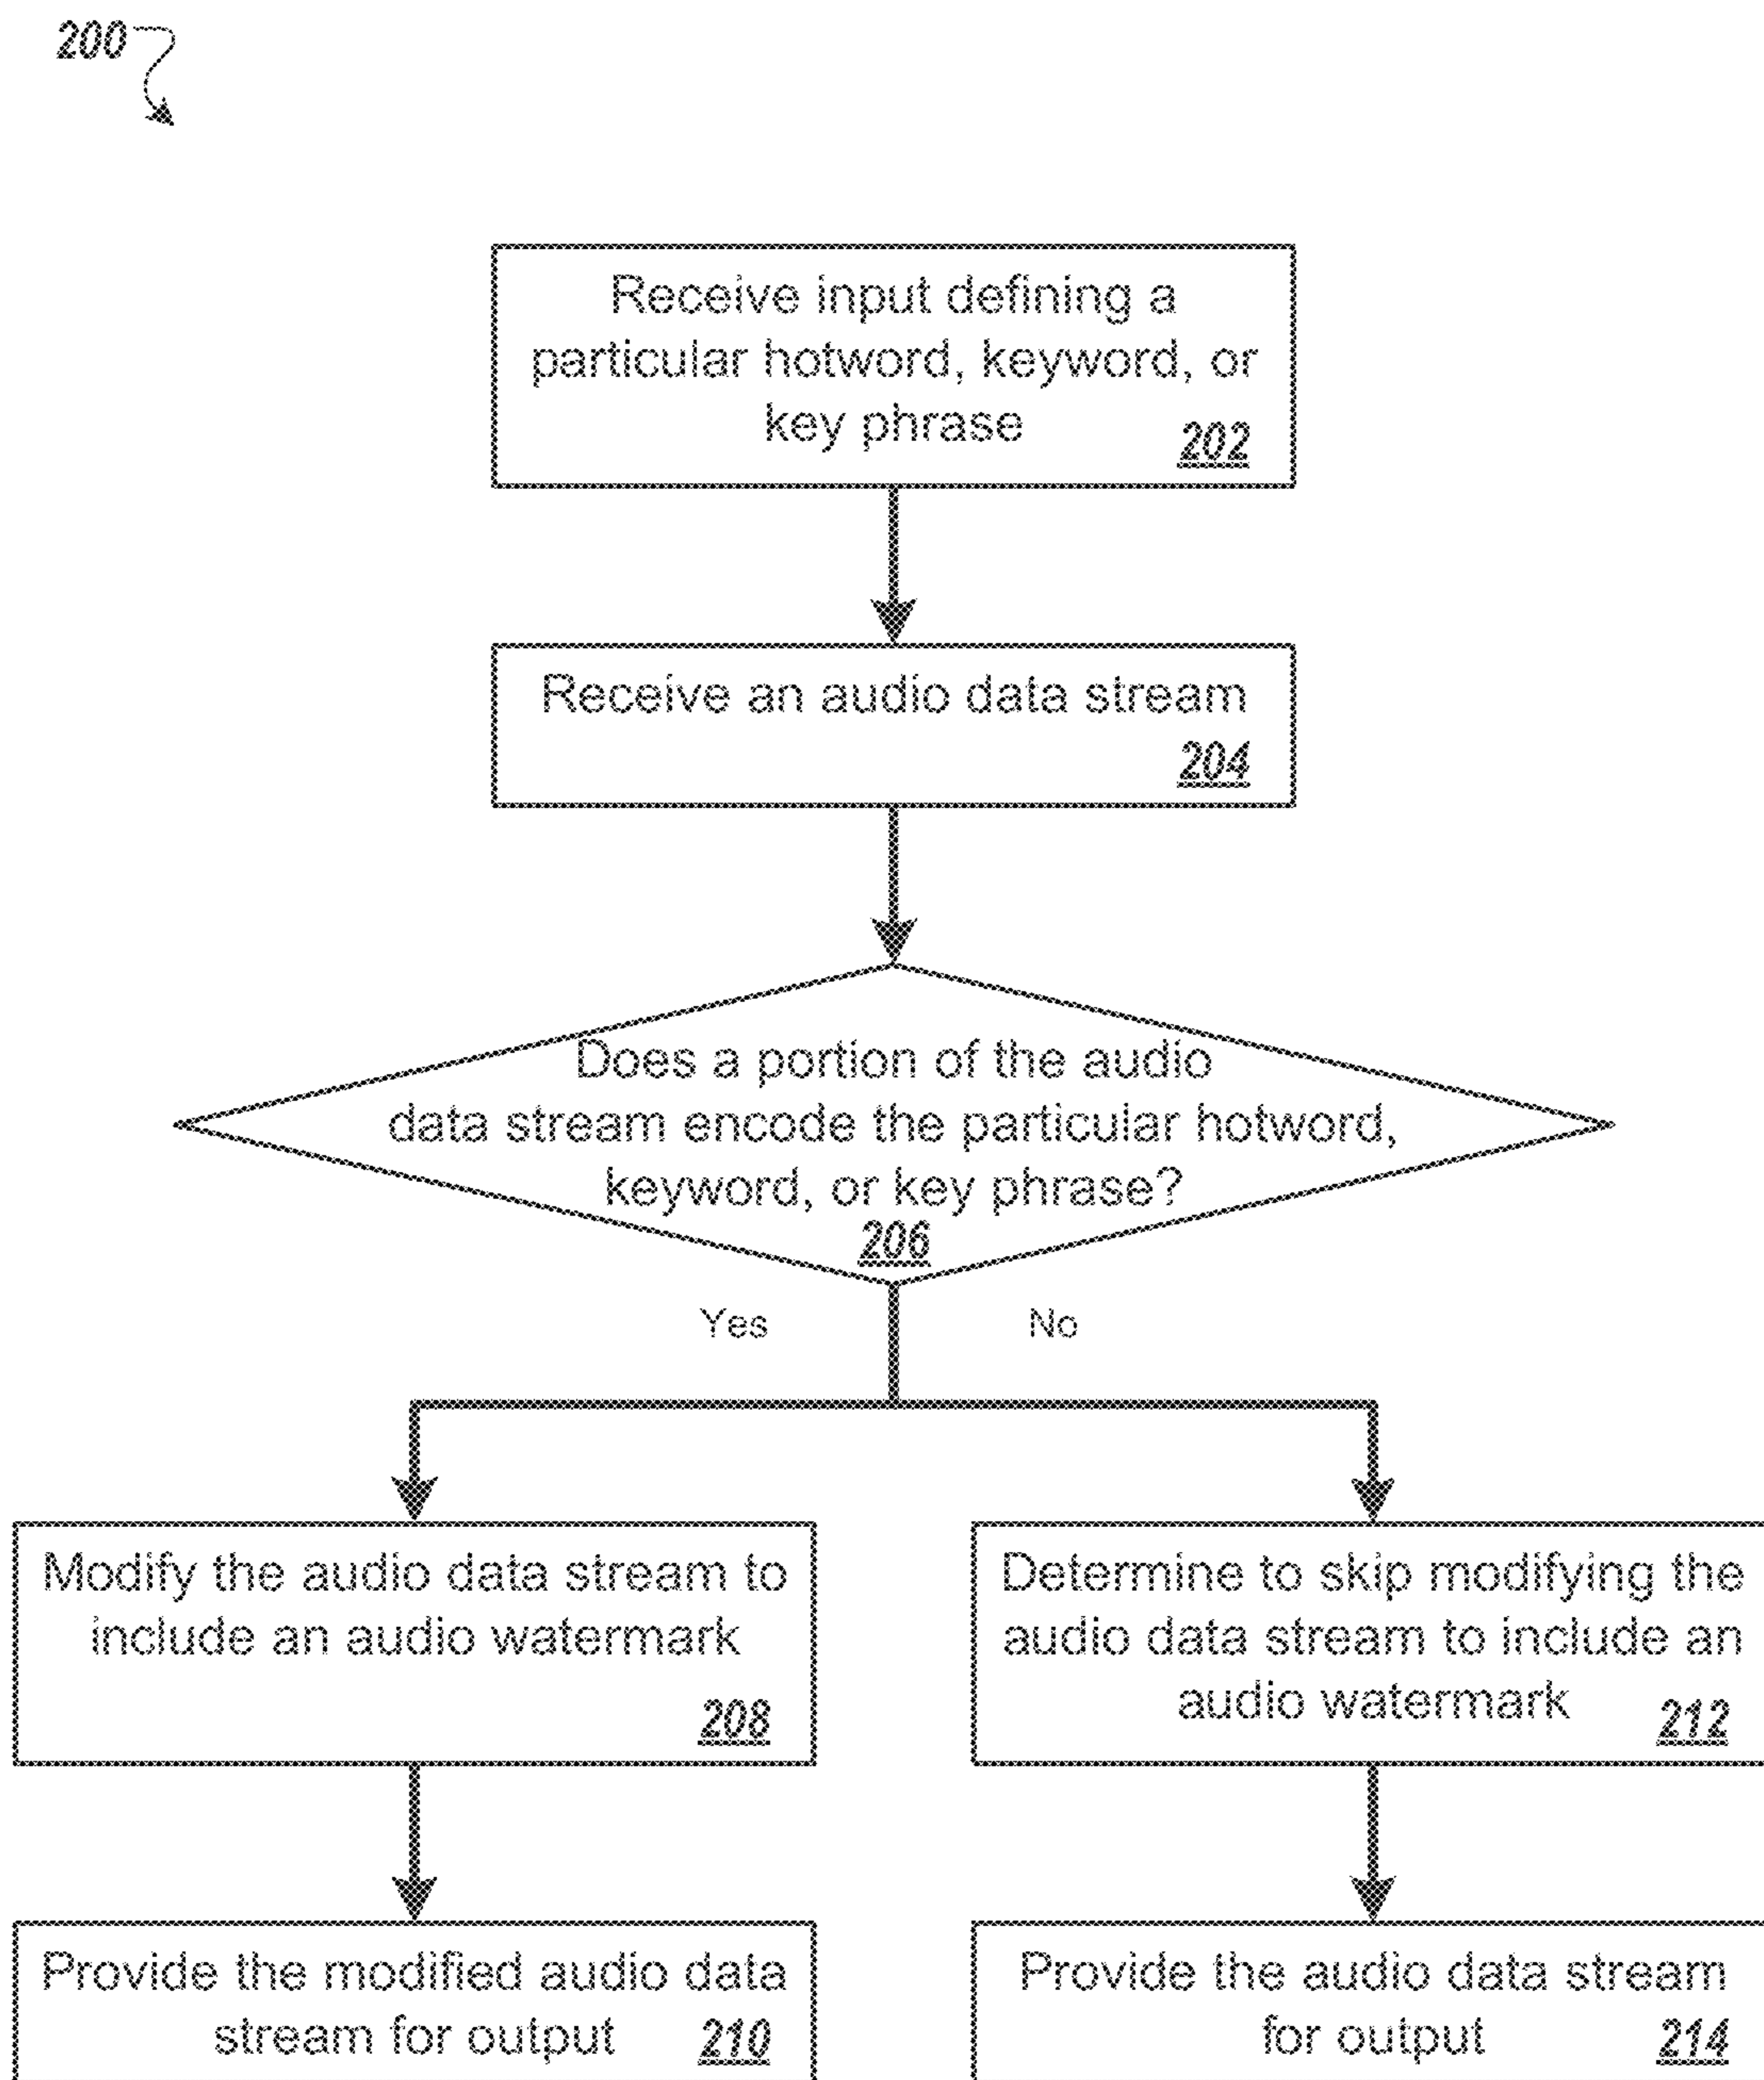 200
Receive input defining a
particular hotword, keyword, or
key phrase
202
Receive an audio data stream
204
Does a portion of the audio
data stream encode the particular hotword,
keyword, or key phrase?
206
Yes
No
Modify the audio data stream to
include an audio watermark
208
Determine to skip modifying the
audio data stream to include an
audio watermark
212
Provide the modified audio data
stream for output
210
Provide the audio data stream
for output
214